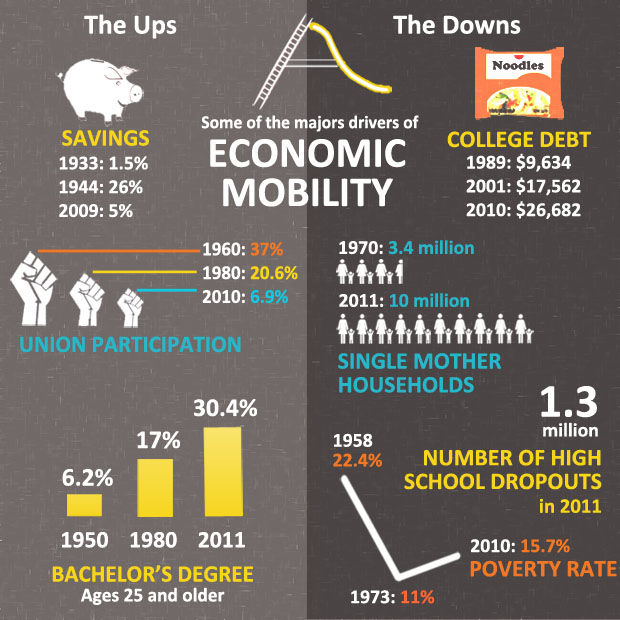 The Ups
The Downs
Noodles
Some of the majors drivers of
ECONOMIC
MOBILITY
SAVINGS
1933: 1.5%
1944: 26%
2009: 5%
COLLEGE DEBT
1989: $9,634
2001: $17,562
2010: $26,682
1960: 37%
1980: 20.6%
2010: 6.9%
UNION PARTICIPATION
1970: 3.4 million
2011: 10 million
SINGLE MOTHER
HOUSEHOLDS
30.4%
17%
6.2%
1950 1980 2011
BACHELOR'S DEGREE
Ages 25 and older
1.3
million
NUMBER OF HIGH
SCHOOL DROPOUTS
in 2011
1958
22.4%
2010: 15.7%
POVERTY RATE
1973: 11%